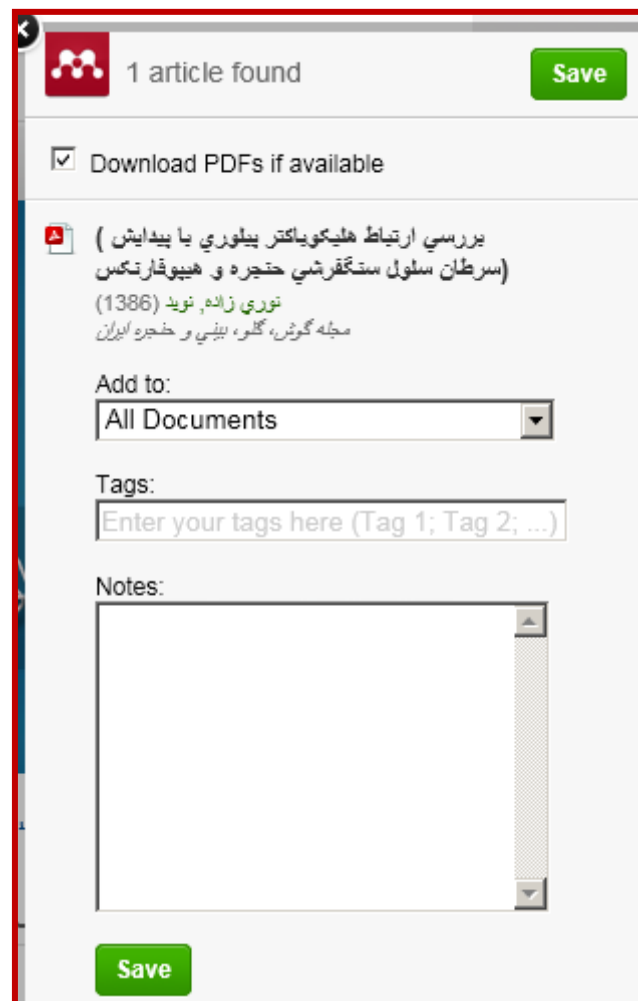 1 article found
Save
Download PDFs if available
( بررسي ارتباط هليكوباكتر پيلوري با پيدايش
سرطان سلول سنگفرشي حنجره و هيپوفارنكس)
نوري زاده, نويد (1386)
مجله گوش، گلو، بيني و حنجره ايران
Add to:
All Documents
Tags:
Enter your tags here (Tag 1; Tag 2; ...)
Notes:
Save